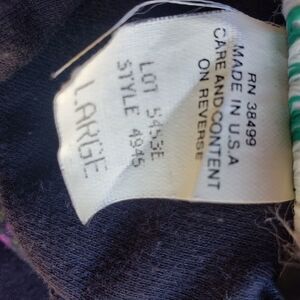 RN 38499
MADE IN U.S.A
CARE AND CONTENT
ON REVERSE
LOT 5453E
STYLE 4945
LARGE